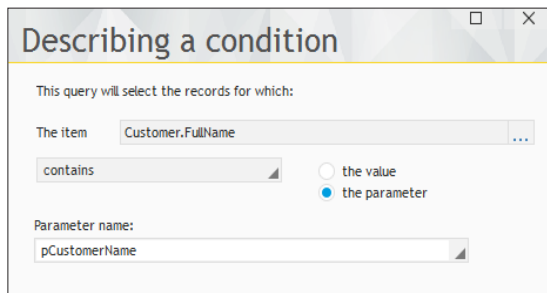 Describing a condition
This query will select the records for which:
The item Customer.FullName ...
contains the value
the parameter
Parameter name:
pCustomerName